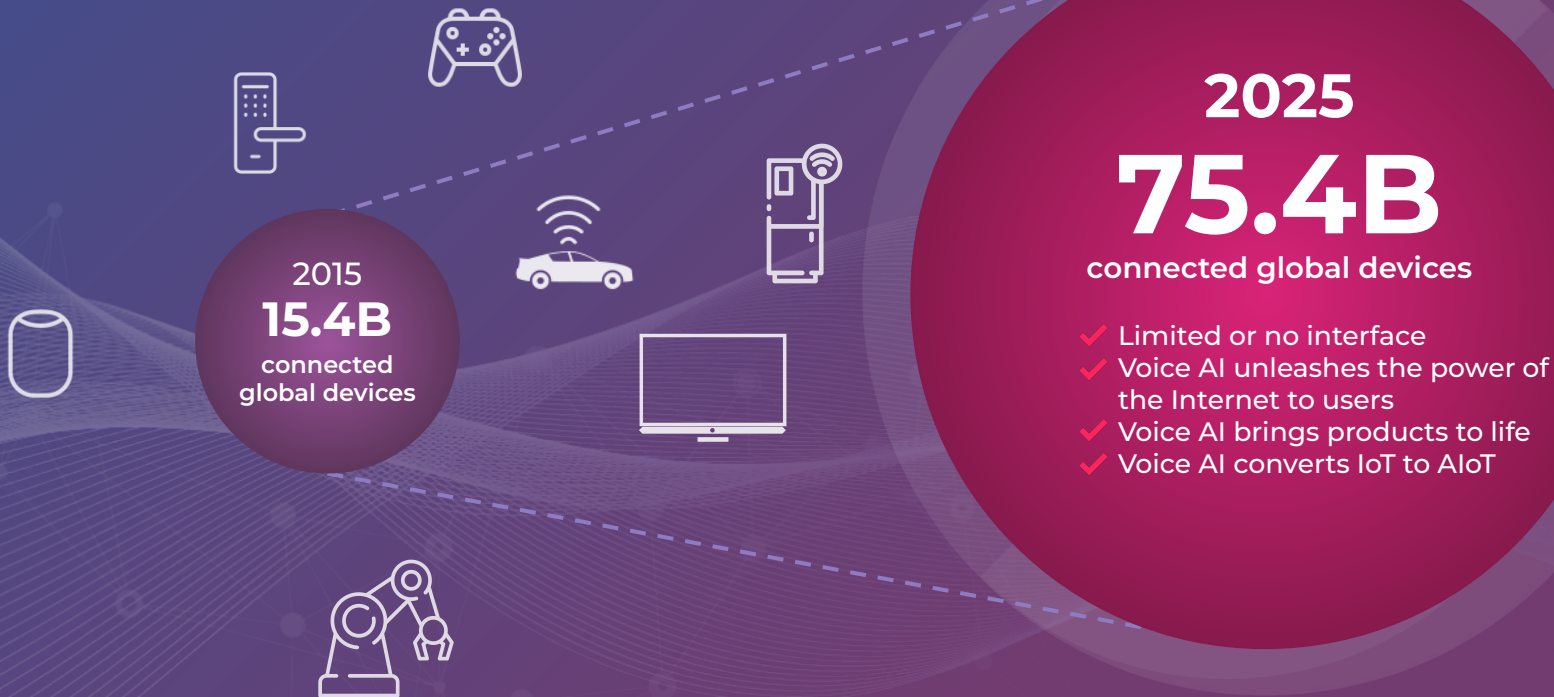 2015
15.4B
connected
global devices
2025
75.4B
connected global devices
Limited or no interface
Voice AI unleashes the power of
the Internet to users
Voice AI brings products to life
Voice AI converts IoT to AIoT